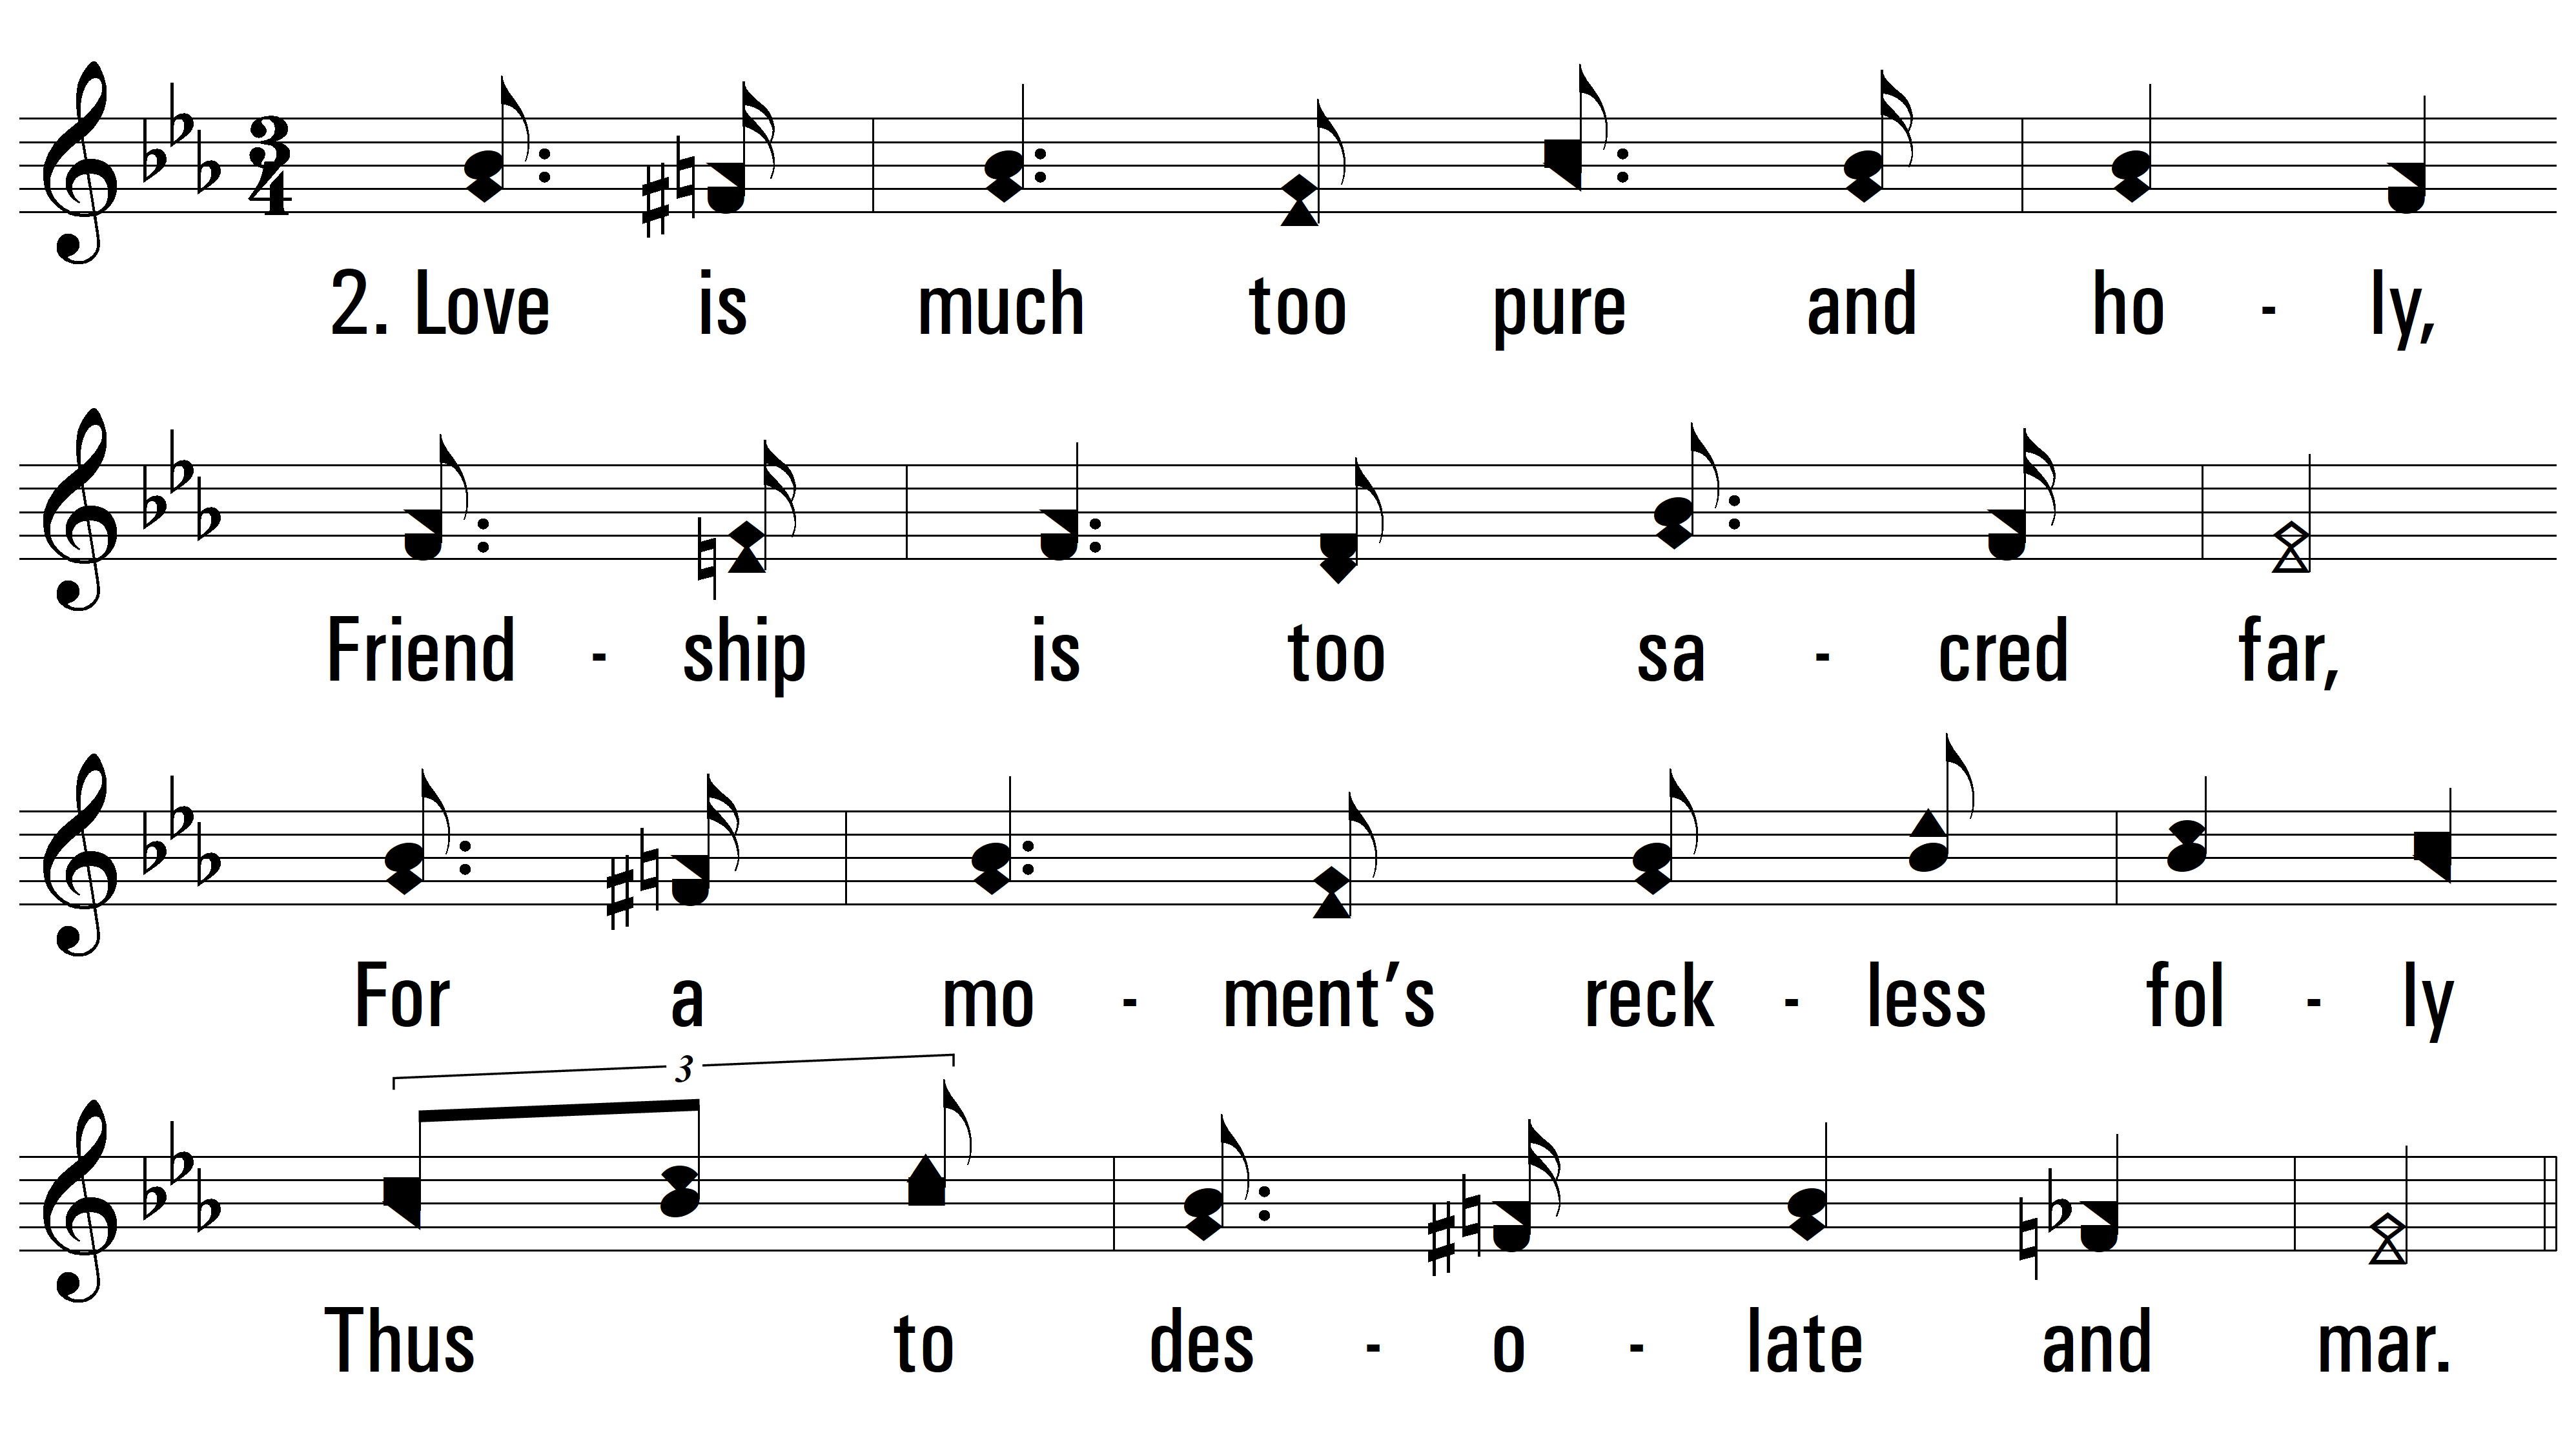 2. Love is much too pure and ho - ly,
Friend - ship is too sa - cred far,
For a mo - ment’s reck - less fol - ly
3
Thus to des - o - late and mar.